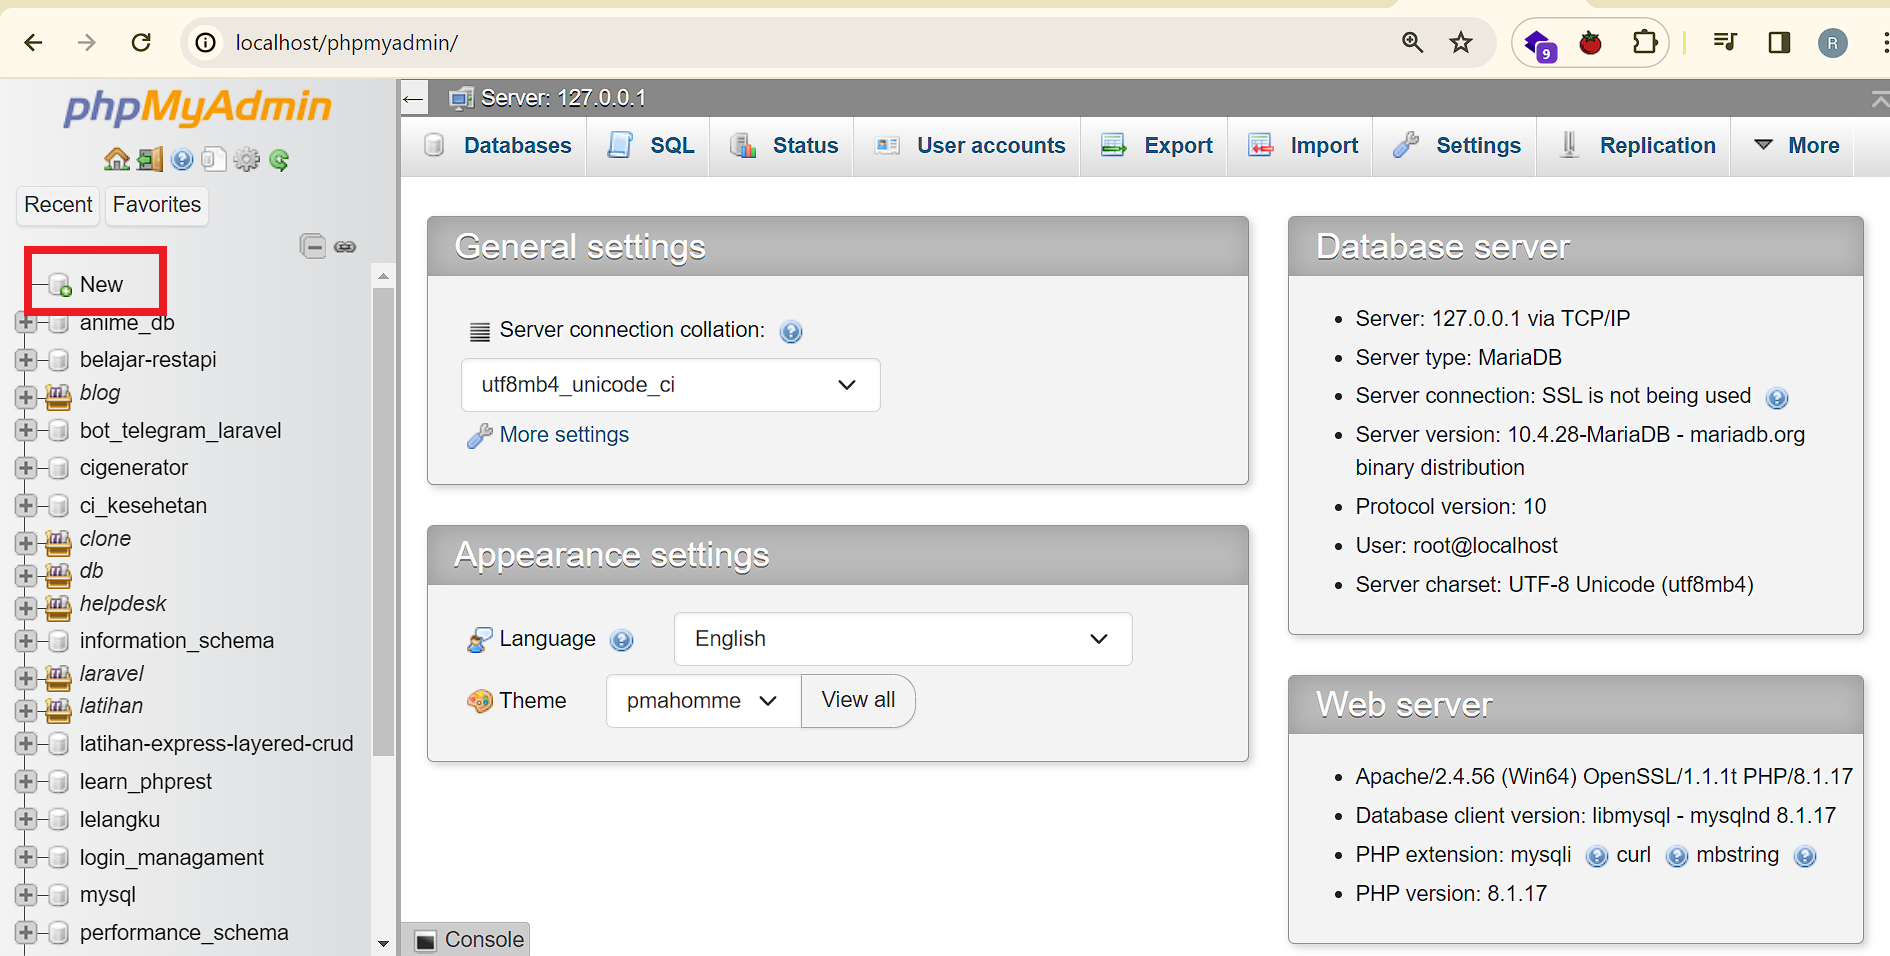 localhost/phpmyadmin/
9
R
phpMyAdmin
Recent Favorites
New
anime_db
belajar-restapi
blog
bot_telegram_laravel
cigenerator
ci_kesehetan
clone
db
helpdesk
information_schema
laravel
latihan
latihan-express-layered-crud
learn_phprest
lelangku
login_managament
mysql
performance_schema
Server: 127.0.0.1
Databases SQL Status User accounts Export Import Settings Replication More
General settings
Server connection collation:
utf8mb4_unicode_ci
More settings
Appearance settings
Language English
Theme pmahomme View all
Database server
Server: 127.0.0.1 via TCP/IP
Server type: MariaDB
Server connection: SSL is not being used
Server version: 10.4.28-MariaDB - mariadb.org
binary distribution
Protocol version: 10
User: root@localhost
Server charset: UTF-8 Unicode (utf8mb4)
Web server
Apache/2.4.56 (Win64) OpenSSL/1.1.1t PHP/8.1.17
Database client version: libmysql - mysqlnd 8.1.17
PHP extension: mysqli curl mbstring
PHP version: 8.1.17
Console